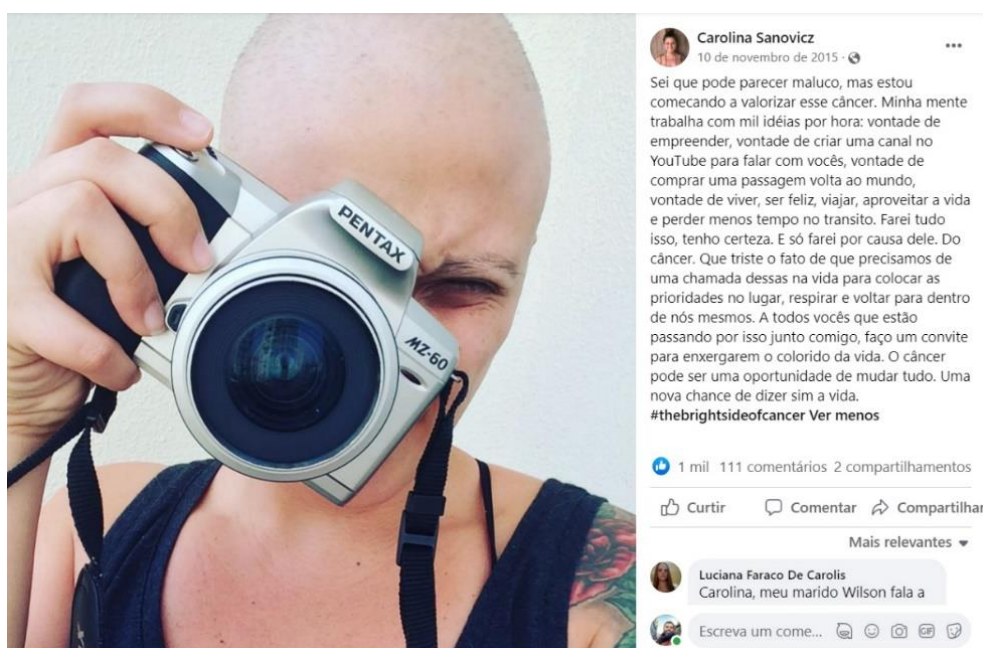 PENTAX
MZ-60
Carolina Sanovicz
10 de novembro de 2015 ·
Sei que pode parecer maluco, mas estou
comecando a valorizar esse câncer. Minha mente
trabalha com mil idéias por hora: vontade de
empreender, vontade de criar uma canal no
YouTube para falar com vocês, vontade de
comprar uma passagem volta ao mundo,
vontade de viver, ser feliz, viajar, aproveitar a vida
e perder menos tempo no transito. Farei tudo
isso, tenho certeza. E só farei por causa dele. Do
câncer. Que triste o fato de que precisamos de
uma chamada dessas na vida para colocar as
prioridades no lugar, respirar e voltar para dentro
de nós mesmos. A todos vocês que estão
passando por isso junto comigo, faço um convite
para enxergarem o colorido da vida. O câncer
pode ser uma oportunidade de mudar tudo. Uma
nova chance de dizer sim a vida.
#thebrightsideofcancer Ver menos
1 mil 111 comentários 2 compartilhamentos
Curtir Comentar Compartilhar
Mais relevantes
Luciana Faraco De Carolis
Carolina, meu marido Wilson fala a
Escreva um come... GIF